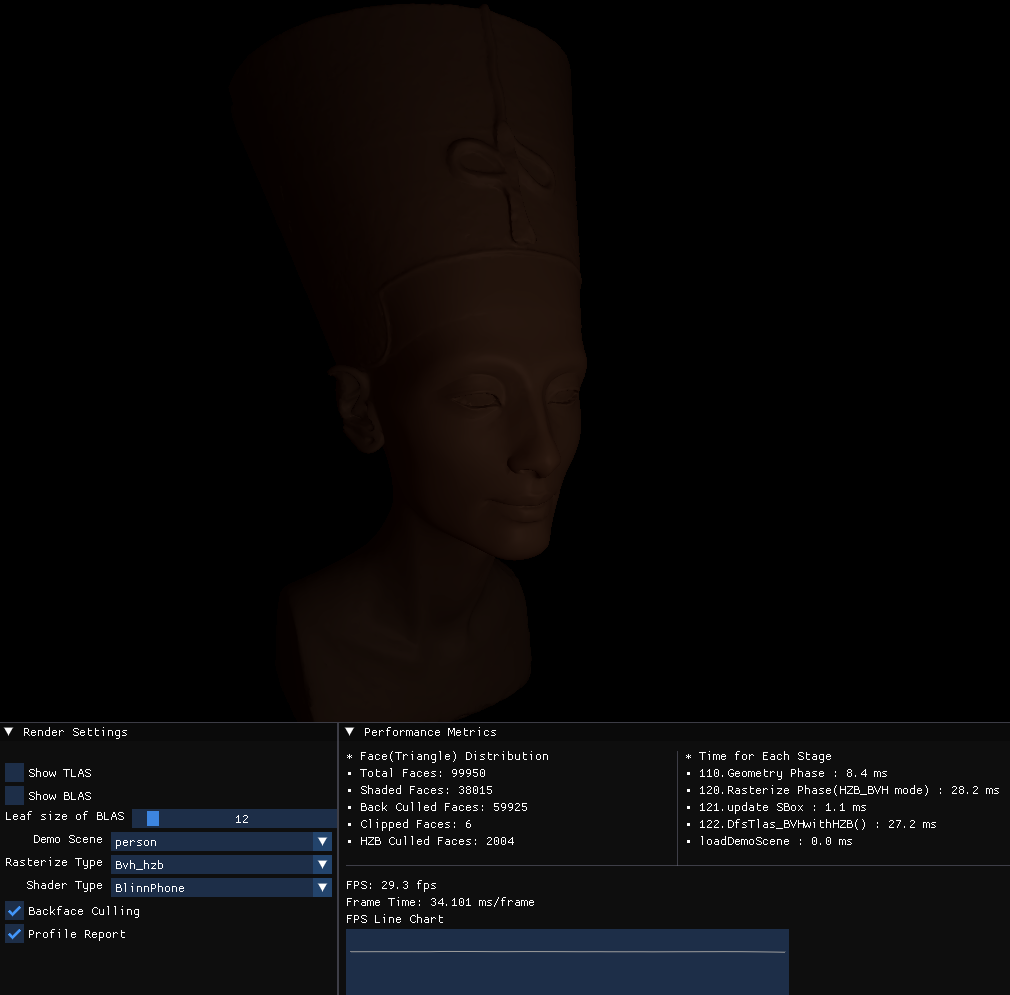 Render Settings
Show TLAS
Show BLAS
Leaf size of BLAS 12
Demo Scene person
Rasterize Type Bvh_hzb
Shader Type BlinnPhone
Backface Culling
Profile Report
Performance Metrics
* Face(Triangle) Distribution
• Total Faces: 99950
• Shaded Faces: 38015
• Back Culled Faces: 59925
• Clipped Faces: 6
• HZB Culled Faces: 2004
* Time for Each Stage
• 110.Geometry Phase : 8.4 ms
• 120.Rasterize Phase(HZB_BVH mode) : 28.2 ms
• 121.update SBox : 1.1 ms
• 122.DfsTlas_BVHwithHZB() : 27.2 ms
• loadDemoScene : 0.0 ms
FPS: 29.3 fps
Frame Time: 34.101 ms/frame
FPS Line Chart